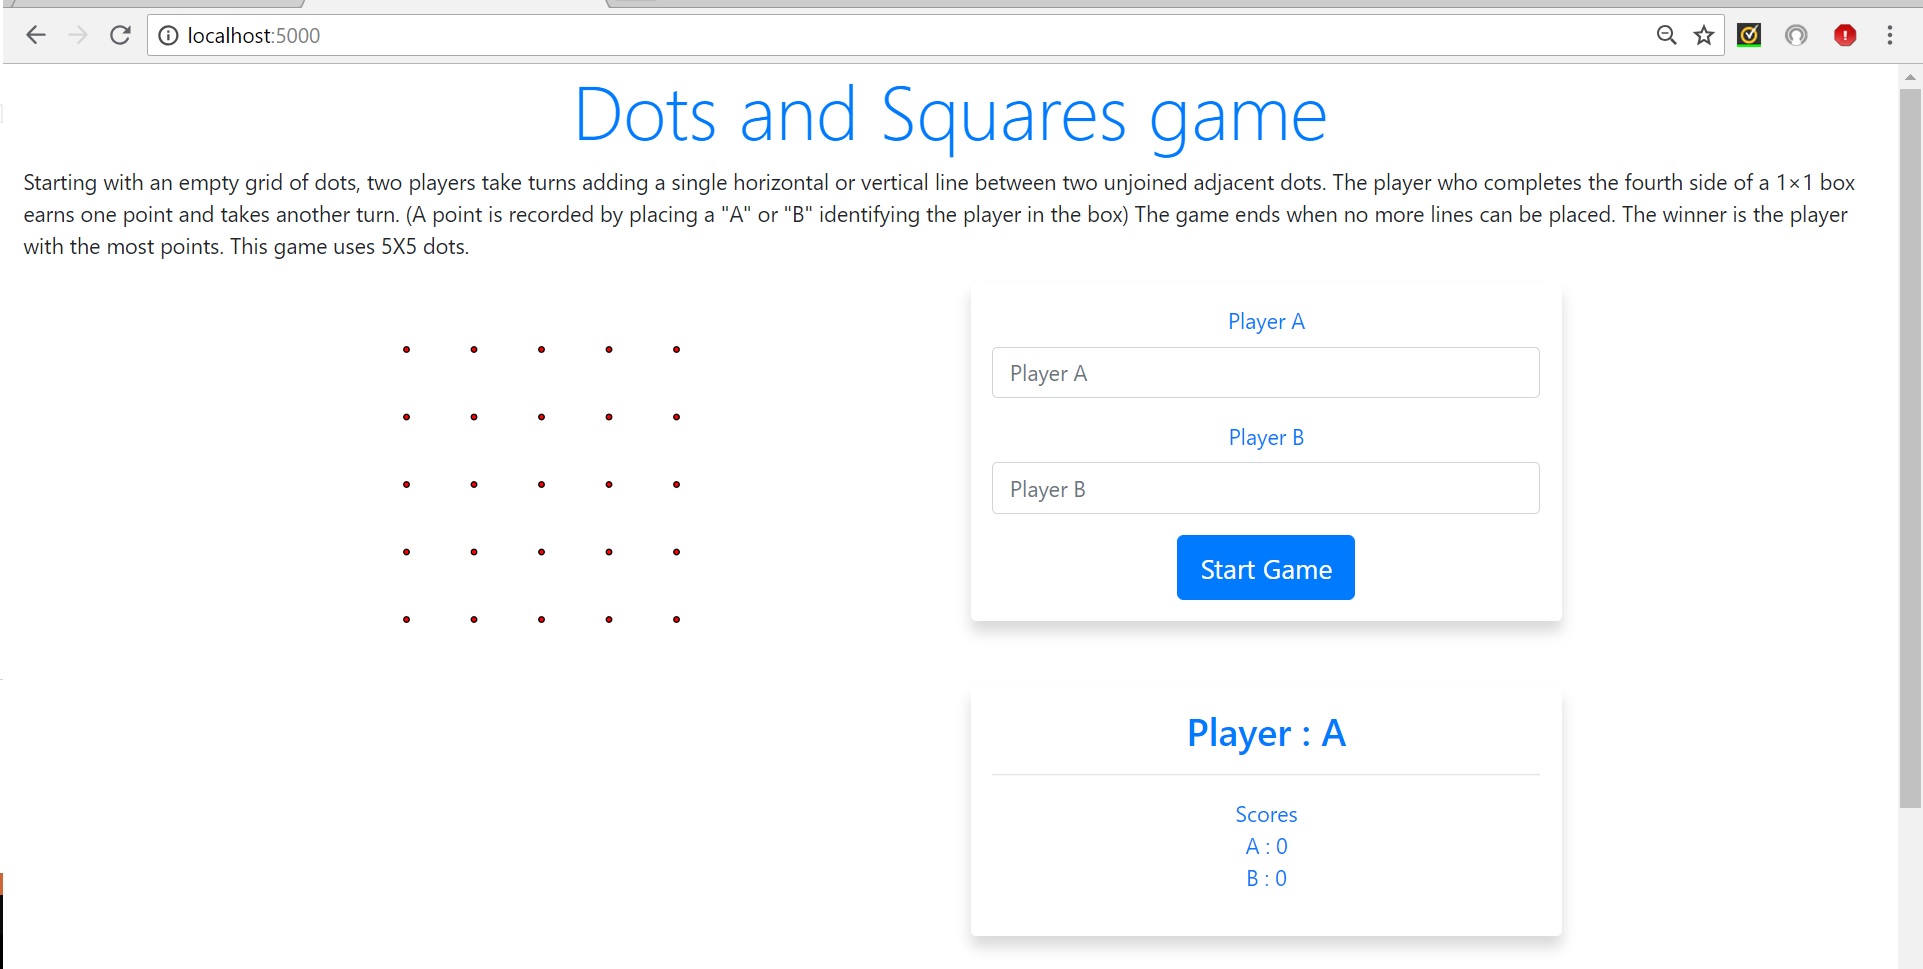 localhost:5000
Dots and Squares game
Starting with an empty grid of dots, two players take turns adding a single horizontal or vertical line between two unjoined adjacent dots. The player who completes the fourth side of a 1×1 box
earns one point and takes another turn. (A point is recorded by placing a "A" or "B" identifying the player in the box) The game ends when no more lines can be placed. The winner is the player
with the most points. This game uses 5X5 dots.
Player A
Player A
Player B
Player B
Start Game
Player : A
Scores
A : 0
B : 0